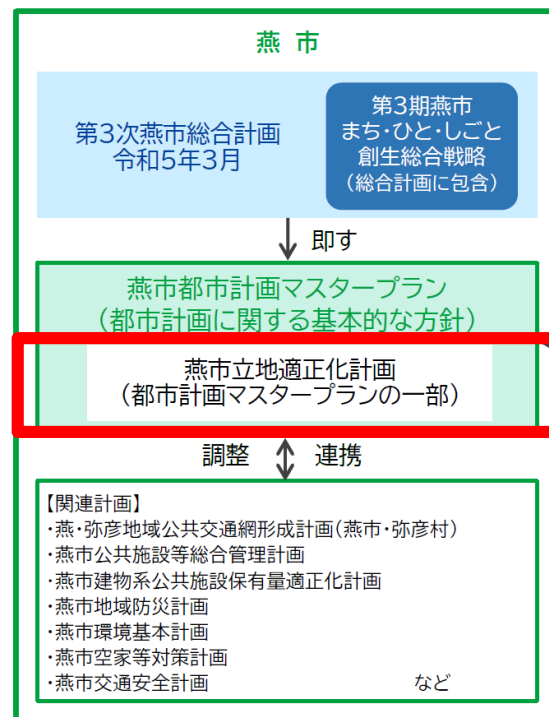 燕 市
第3次燕市総合計画
令和5年3月
第3期燕市
まち・ひと・しごと
創生総合戦略
（総合計画に包含）
即す
燕市都市計画マスタープラン
（都市計画に関する基本的な方針）
燕市立地適正化計画
（都市計画マスタープランの一部）
調整 連携
【関連計画】
・燕・弥彦地域公共交通網形成計画（燕市・弥彦村）
・燕市公共施設等総合管理計画
・燕市建物系公共施設保有量適正化計画
・燕市地域防災計画
・燕市環境基本計画
・燕市空家等対策計画
・燕市交通安全計画 など